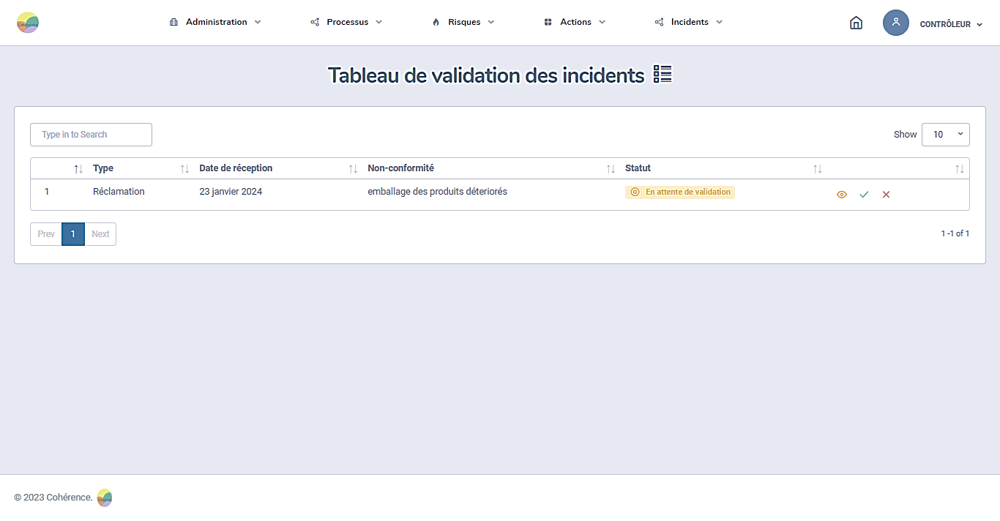 Administration Processus Risques Actions Incidents CONTRÔLEUR
Tableau de validation des incidents
Type in to Search Show 10
Type Date de réception Non-conformité Statut
1 Réclamation 23 janvier 2024 emballage des produits déteriorés En attente de validation
Prev 1 Next 1 -1 of 1
© 2023 Cohérence.